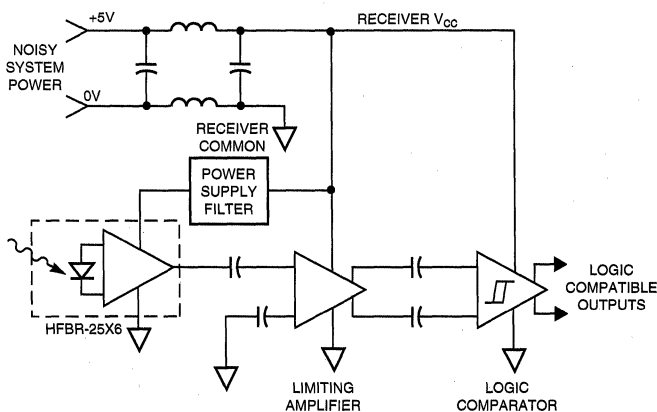 +5V
RECEIVER VCC
NOISY
SYSTEM
POWER
0V
RECEIVER
COMMON
POWER
SUPPLY
FILTER
HFBR-25X6
LOGIC
COMPATIBLE
OUTPUTS
LIMITING
AMPLIFIER
LOGIC
COMPARATOR